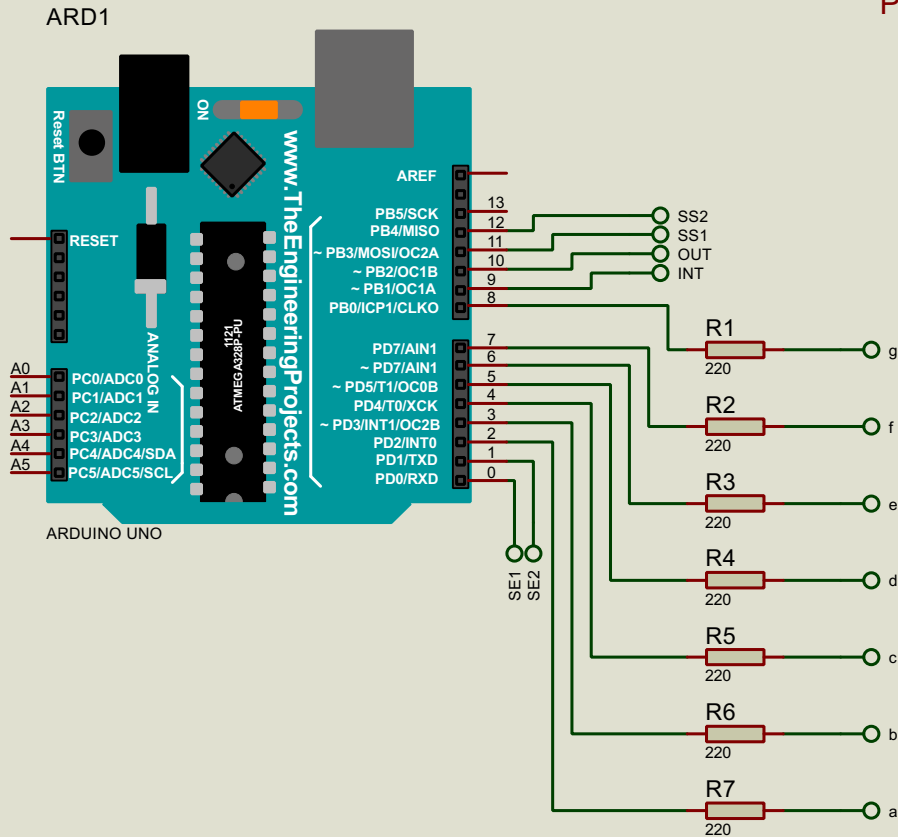 ARD1
P
Reset BTN
ON
www.TheEngineeringProjects.com
AREF
13
PB5/SCK
12
PB4/MISO
11
~ PB3/MOSI/OC2A
10
~ PB2/OC1B
9
~ PB1/OC1A
8
PB0/ICP1/CLKO
SS2
SS1
OUT
INT
RESET
ANALOG IN
1121
ATMEGA328P-PU
7
PD7/AIN1
6
~ PD7/AIN1
5
~ PD5/T1/OC0B
4
PD4/T0/XCK
3
~ PD3/INT1/OC2B
2
PD2/INT0
1
PD1/TXD
0
PD0/RXD
A0
PC0/ADC0
A1
PC1/ADC1
A2
PC2/ADC2
A3
PC3/ADC3
A4
PC4/ADC4/SDA
A5
PC5/ADC5/SCL
ARDUINO UNO
SE1
SE2
R1
220
g
R2
220
f
R3
220
e
R4
220
d
R5
220
c
R6
220
b
R7
220
a